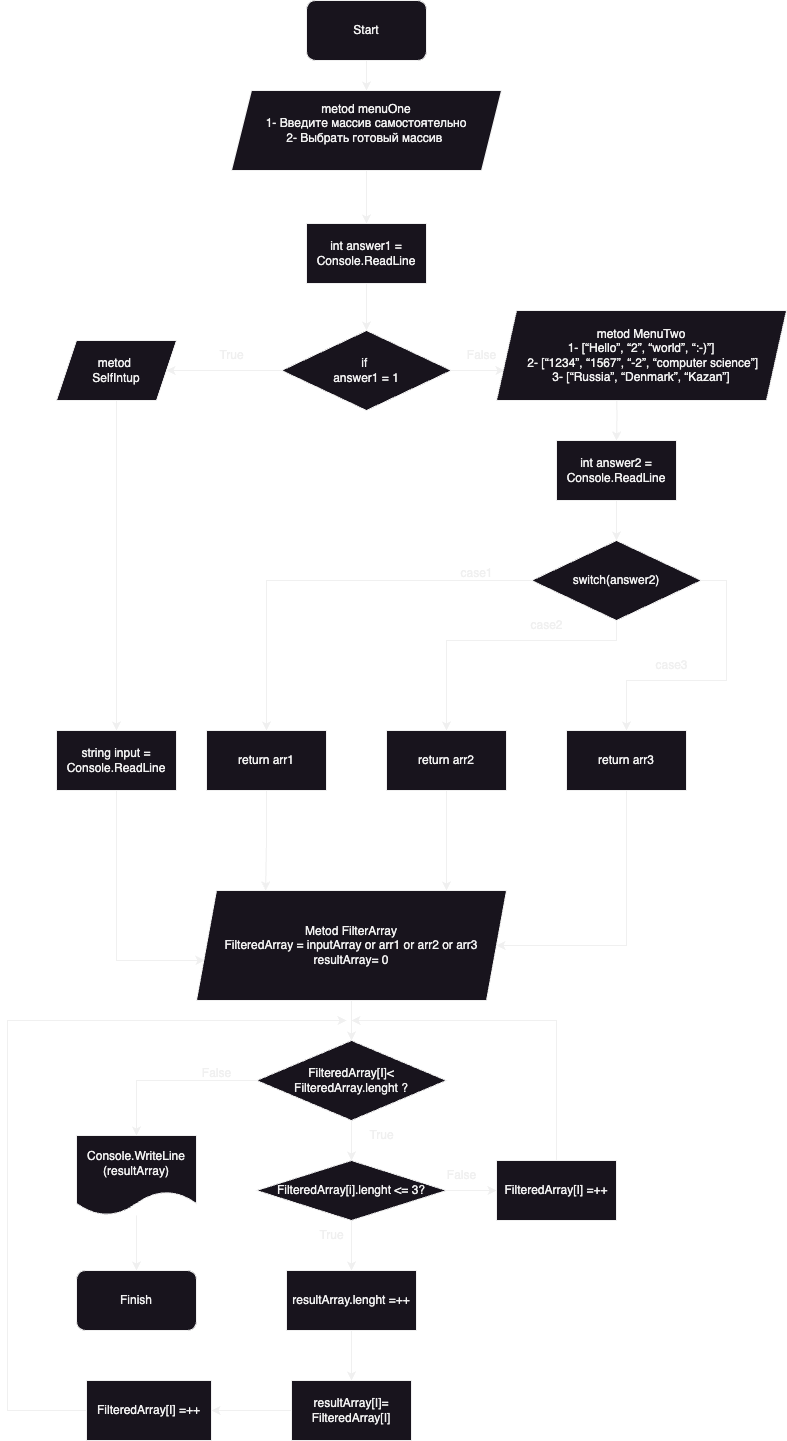 Start
metod menuOne
1- Введите массив самостоятельно
2- Выбрать готовый массив
int answer1 =
Console.ReadLine
if
answer1 = 1
True
False
metod
SelfIntup
metod MenuTwo
1- [“Hello”, “2”, “world”, “:-)”]
2- [“1234”, “1567”, “-2”, “computer science”]
3- [“Russia”, “Denmark”, “Kazan”]
int answer2 =
Console.ReadLine
switch(answer2)
case1
case2
case3
string input =
Console.ReadLine
return arr1
return arr2
return arr3
Metod FilterArray
FilteredArray = inputArray or arr1 or arr2 or arr3
resultArray= 0
FilteredArray[I]<
FilteredArray.lenght ?
False
True
Console.WriteLine
(resultArray)
FilteredArray[i].lenght <= 3?
False
FilteredArray[I] =++
True
Finish
resultArray.lenght =++
FilteredArray[I] =++
resultArray[I]=
FilteredArray[I]